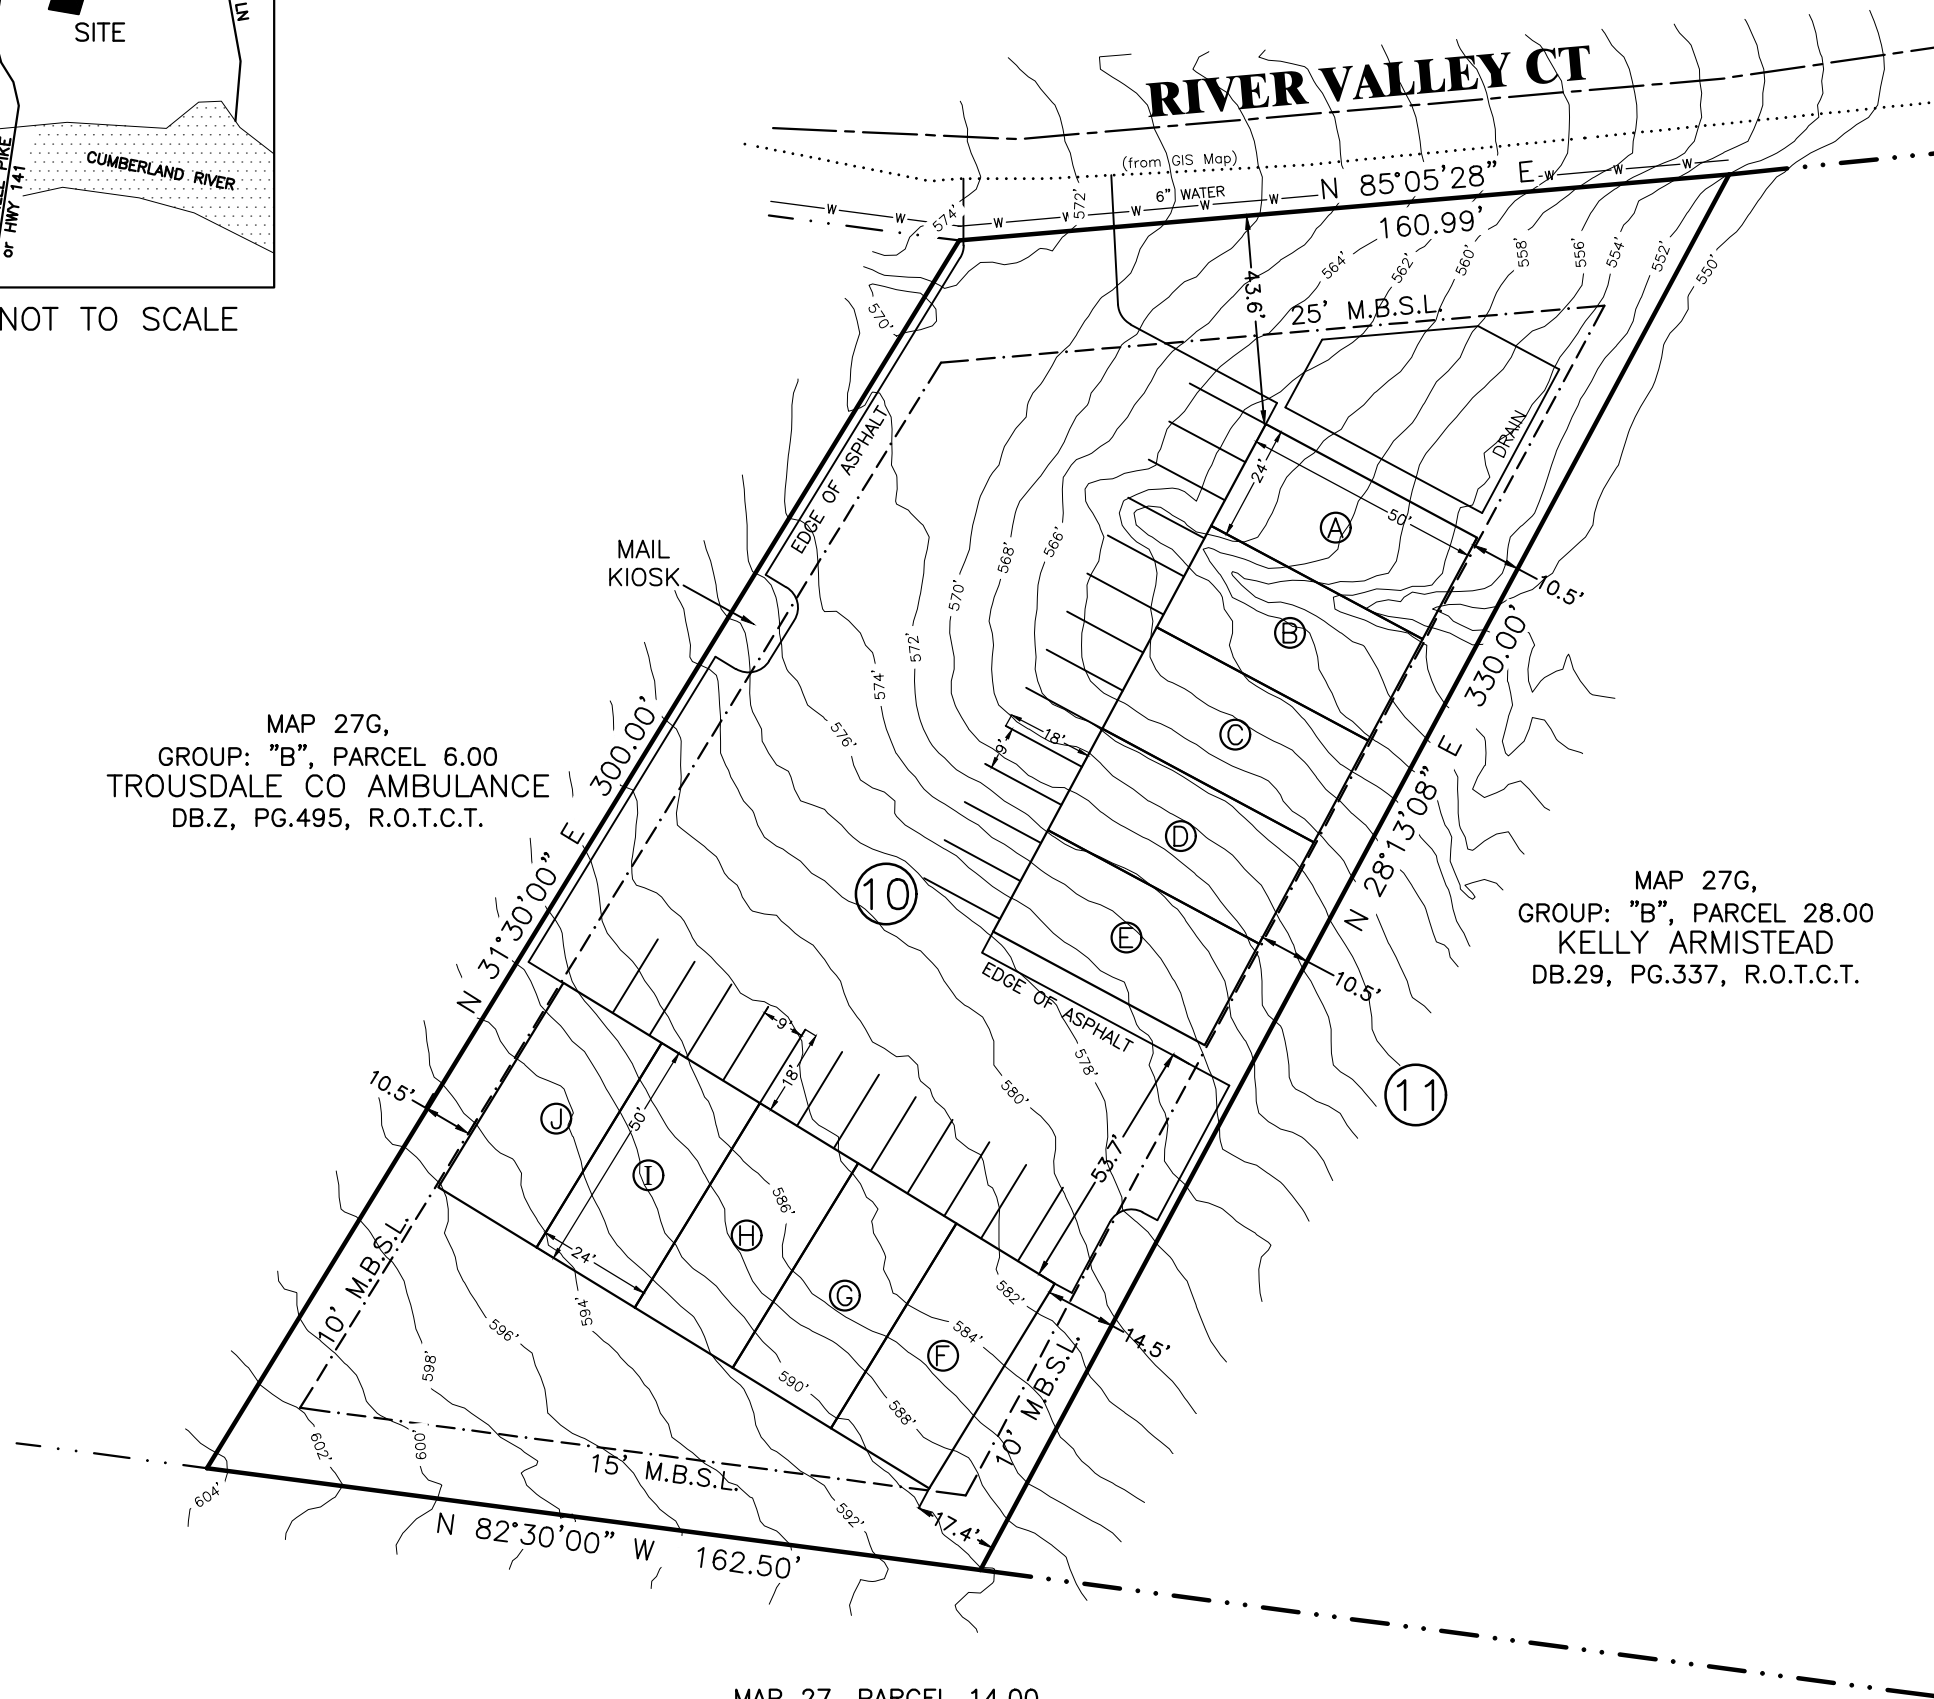 SITE
LN
CUMBERLAND RIVER
PIKE
or HWY 141
NOT TO SCALE
RIVER VALLEY CT
(from GIS Map)
6" WATER
W W W W W W W W W W
N 85°05'28" E
160.99'
574'
572'
570'
43.6'
25' M.B.S.L.
564'
562'
560'
558'
556'
554'
552'
550'
EDGE OF ASPHALT
DRAIN
24'
50'
A
10.5'
MAIL
KIOSK
568'
566'
570'
572'
574'
576'
B
C
18'
9'
D
E
330.00'
N 28°13'08" E
10.5'
MAP 27G,
GROUP: "B", PARCEL 6.00
TROUSDALE CO AMBULANCE
DB.Z, PG.495, R.O.T.C.T.
300.00'
N 31°30'00" E
10
MAP 27G,
GROUP: "B", PARCEL 28.00
KELLY ARMISTEAD
DB.29, PG.337, R.O.T.C.T.
EDGE OF ASPHALT
578'
580'
11
9'
18'
10.5'
J
50'
I
53.7'
586'
H
24'
G
582'
584'
F
14.5'
10' M.B.S.L.
594'
596'
598'
590'
588'
10' M.B.S.L.
602'
600'
604'
15' M.B.S.L.
592'
17.4'
N 82°30'00" W 162.50'
MAP 27, PARCEL 14.00